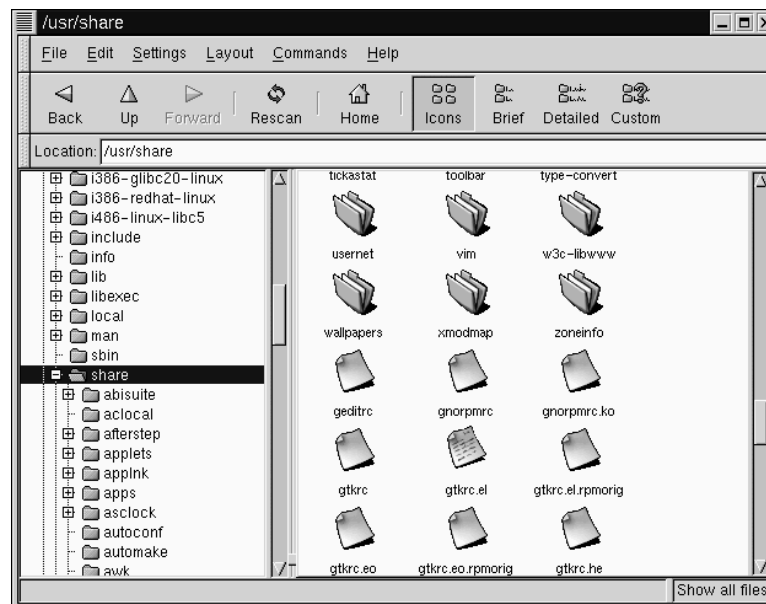 /usr/share
File Edit Settings Layout Commands Help
Back Up Forward Rescan Home Icons Brief Detailed Custom
Location: /usr/share
i386-glibc20-linux
i386-redhat-linux
i486-linux-libc5
include
info
lib
libexec
local
man
sbin
share
abisuite
aclocal
afterstep
applets
applnk
apps
asclock
autoconf
automake
awk
tickastat toolbar type-convert
usernet vim w3c-libwww
wallpapers xmodmap zoneinfo
geditrc gnorpmrc gnorpmrc.ko
gtkrc gtkrc.el gtkrc.el.rpmorig
gtkrc.eo gtkrc.eo.rpmorig gtkrc.he
Show all files